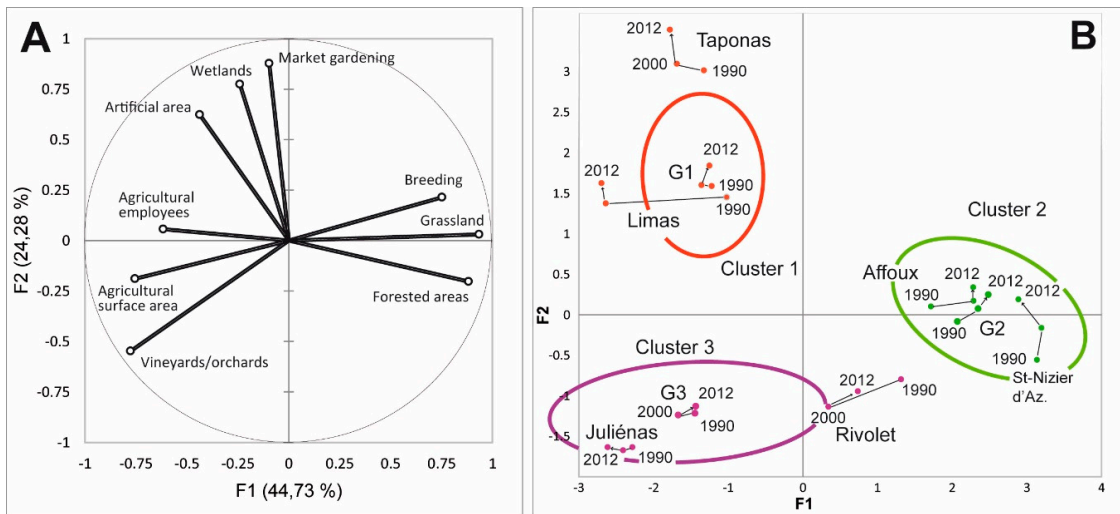 A
1
0.75
0.5
0.25
0
-0.25
-0.5
-0.75
-1
-1
-0.75
-0.5
-0.25
0
0.25
0.5
0.75
1
F2 (24,28 %)
F1 (44,73 %)
Market gardening
Wetlands
Artificial area
Breeding
Agricultural
employees
Grassland
Agricultural
surface area
Forested areas
Vineyards/orchards
B
3
2.5
2
1.5
1
0.5
0
-0.5
-1
-1.5
-3
-2
-1
0
1
2
3
4
F2
F1
2012
Taponas
2000
1990
2012
2012
G1
1990
1990
Limas
Cluster 1
Cluster 2
Affoux
2012
2012
2012
1990
1990
G2
1990
St-Nizier
d'Az.
Cluster 3
G3
2012
2000
1990
Juliénas
2012
1990
2012
1990
2000
Rivolet